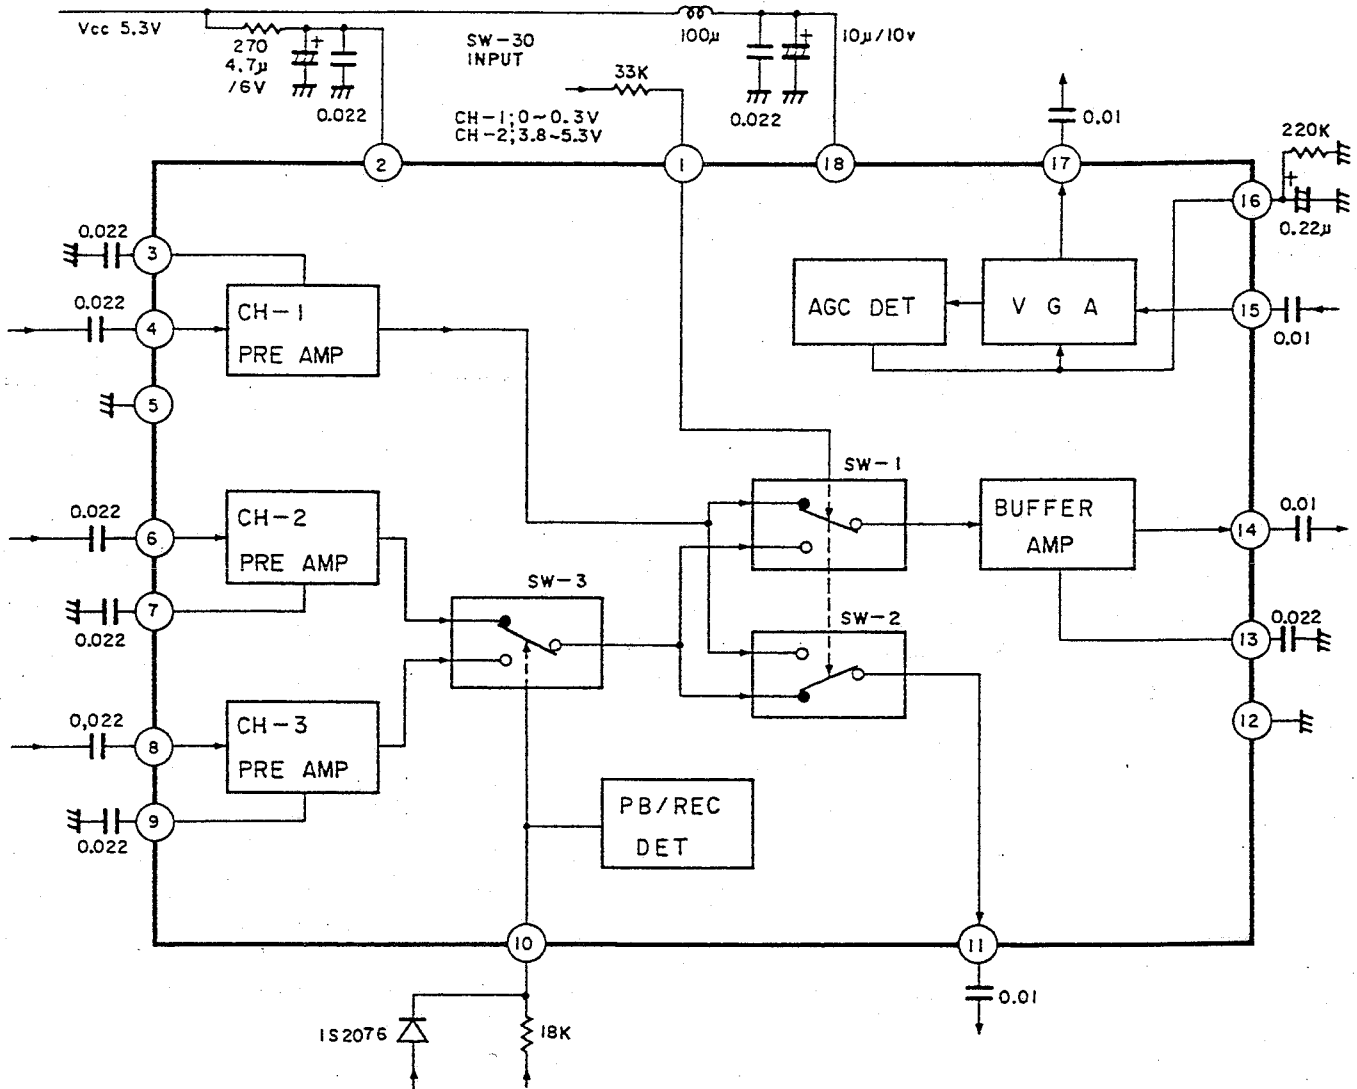 Vcc 5.3V
270
4.7μ
/6V
0.022
SW-30
INPUT
33K
CH-1;0~0.3V
CH-2;3.8~5.3V
100μ
10μ/10v
0.022
0.01
220K
0.22μ
2
1
18
17
16
0.022
3
0.022
4
CH-1
PRE AMP
5
AGC DET
V G A
15
0.01
0.022
6
CH-2
PRE AMP
7
0.022
SW-3
SW-1
SW-2
BUFFER
AMP
0.01
14
0.022
13
12
0,022
8
CH-3
PRE AMP
9
0.022
PB/REC
DET
10
11
0.01
1S2076
18K